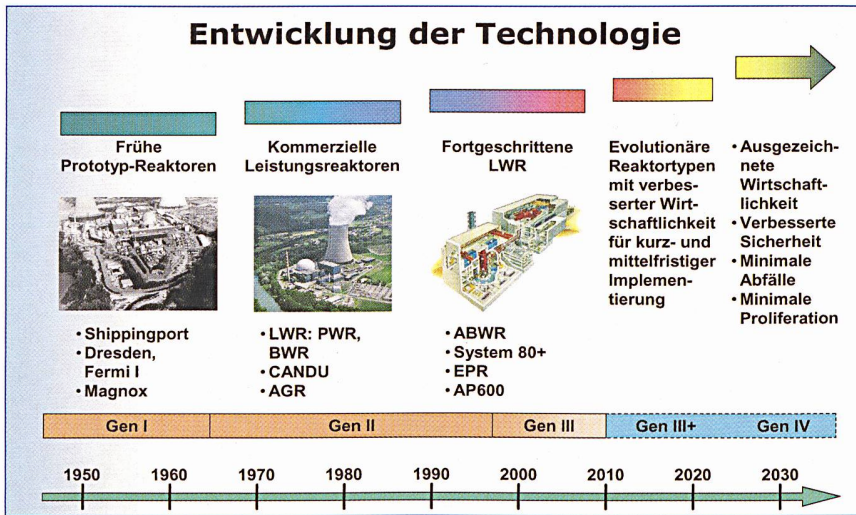 Entwicklung der Technologie
Frühe
Prototyp-Reaktoren
• Shippingport
• Dresden,
Fermi I
• Magnox
Kommerzielle
Leistungsreaktoren
• LWR: PWR,
BWR
• CANDU
• AGR
Fortgeschrittene
LWR
• ABWR
• System 80+
• EPR
• AP600
Evolutionäre
Reaktortypen
mit verbes-
serter Wirt-
schaftlichkeit
für kurz- und
mittelfristiger
Implemen-
tierung
• Ausgezeich-
nete
Wirtschaft-
lichkeit
• Verbesserte
Sicherheit
• Minimale
Abfälle
• Minimale
Proliferation
Gen I Gen II Gen III Gen III+ Gen IV
1950 1960 1970 1980 1990 2000 2010 2020 2030